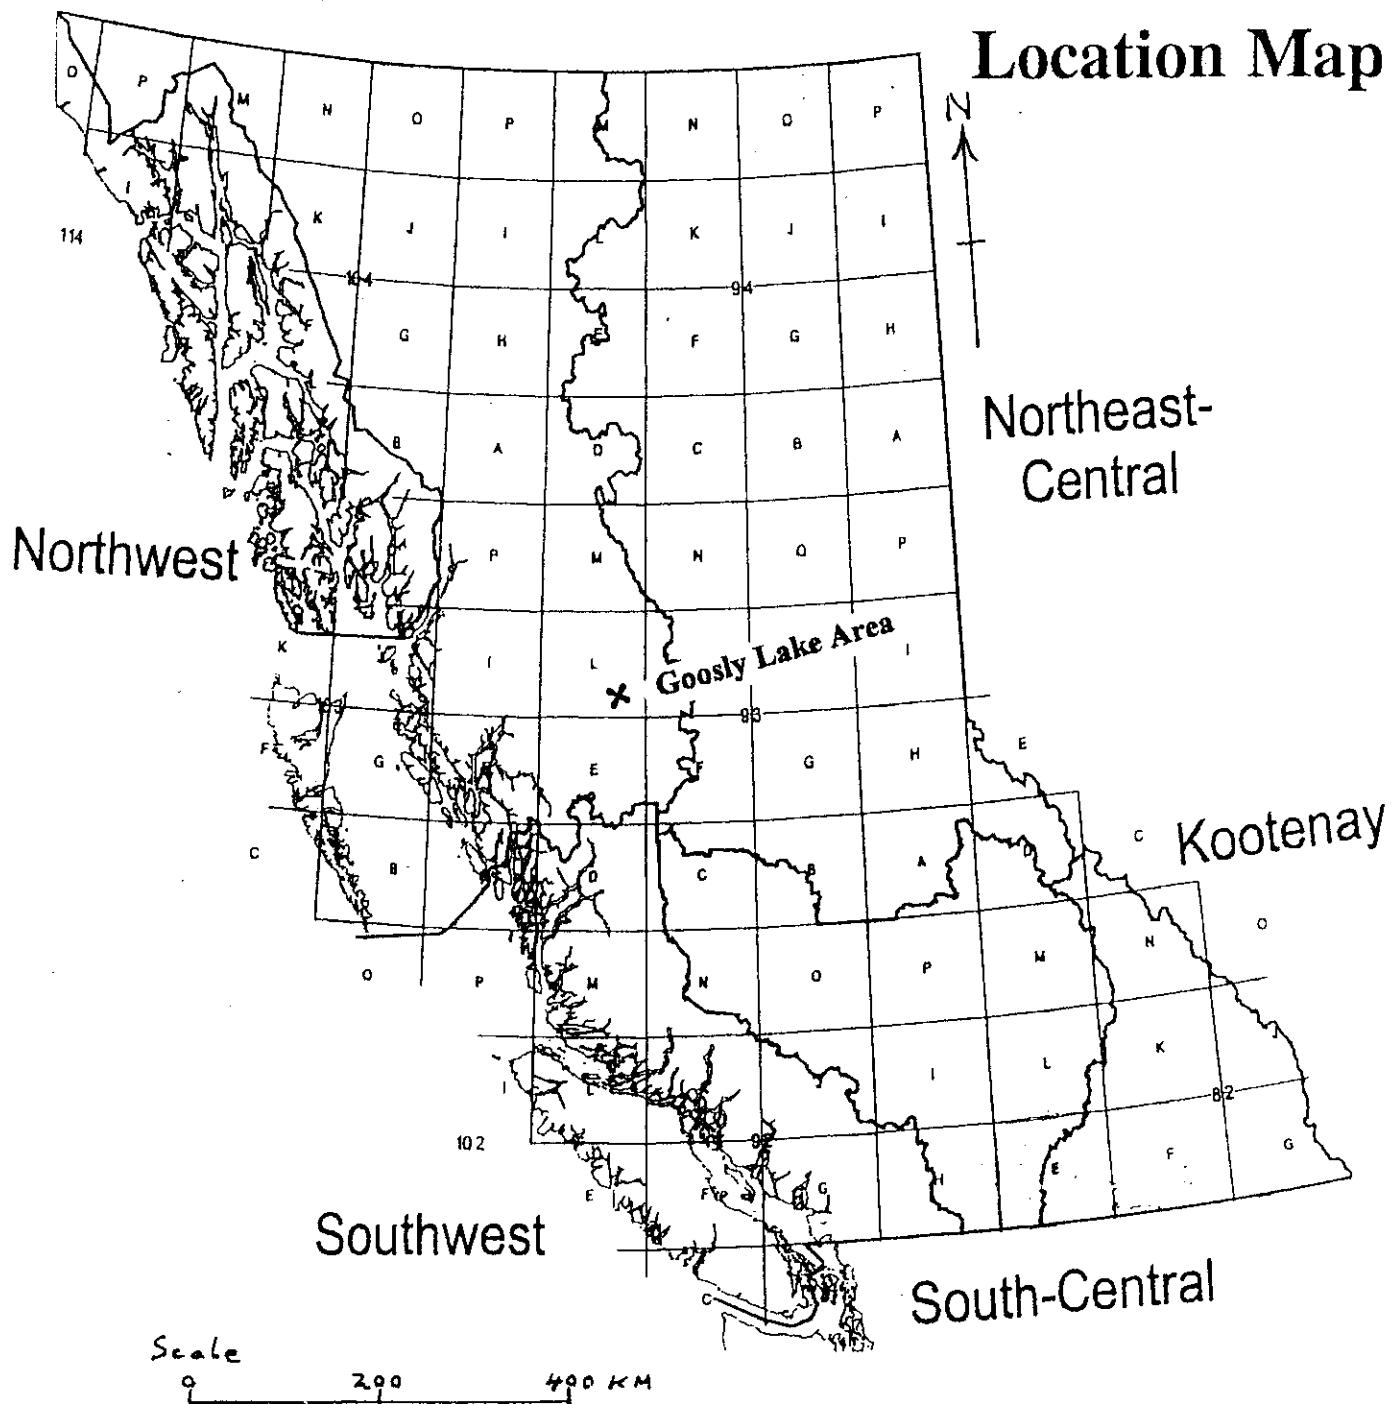 Location Map
N
O P M N O P M N O P
I K J I L K J I
114
104 94
G H E F G H
Northeast-
Central
B A D C B A
Northwest
P M N O P
Goosly Lake Area
K I L I
103 93
F G E F G H E
Kootenay
C B D C B A D C
O P M N O P M N O
I L I L K
102 92 82
E F G H E F G
Southwest
C
South-Central
Scale
0 200 400 KM